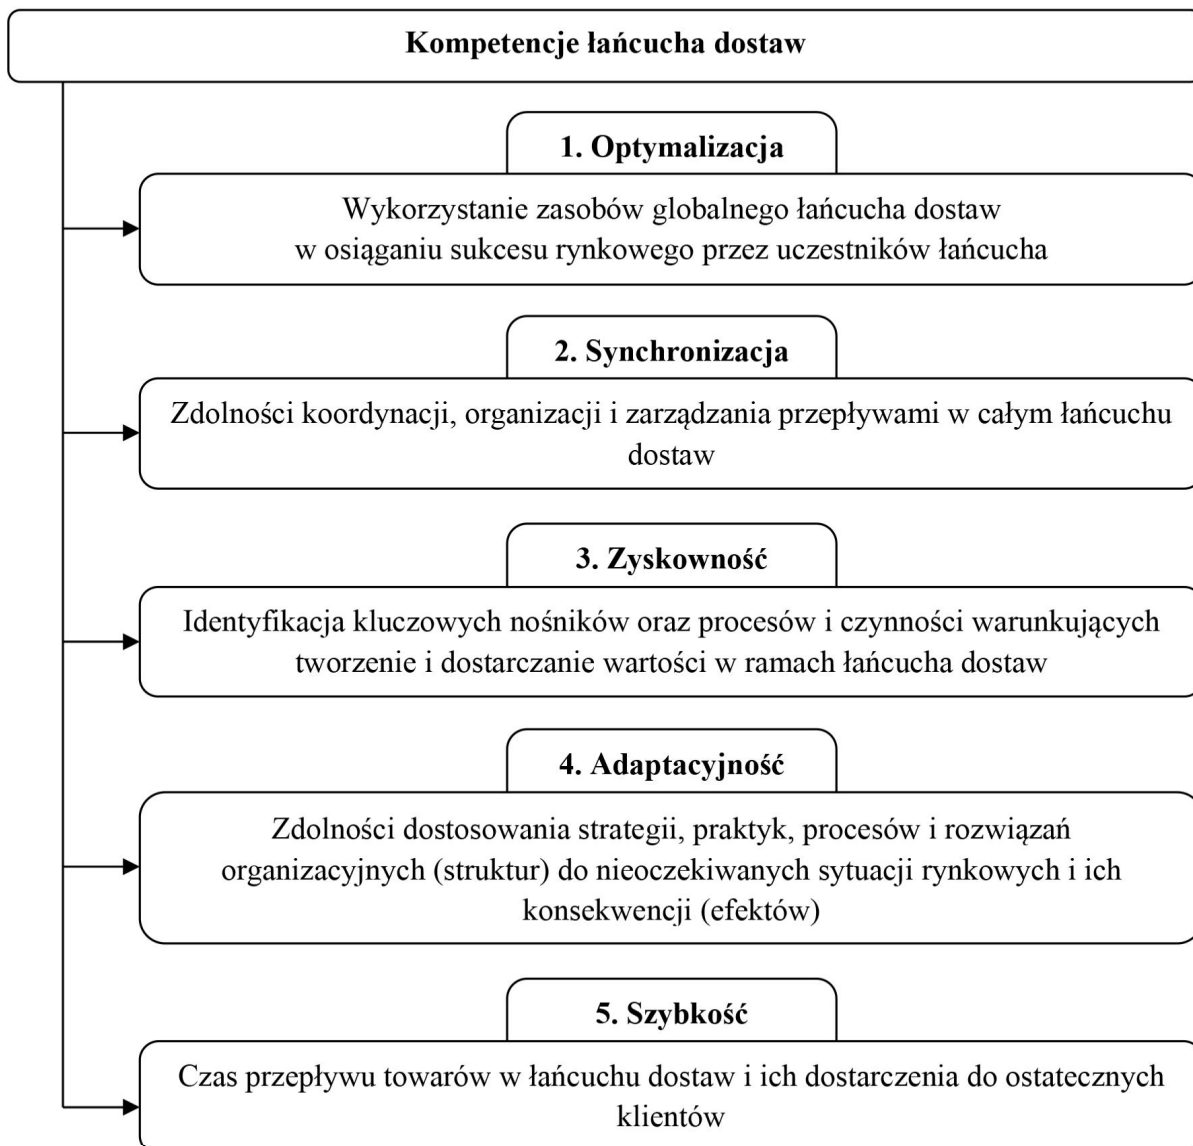 Kompetencje łańcucha dostaw
1. Optymalizacja
Wykorzystanie zasobów globalnego łańcucha dostaw
w osiąganiu sukcesu rynkowego przez uczestników łańcucha
2. Synchronizacja
Zdolności koordynacji, organizacji i zarządzania przepływami w całym łańcuchu
dostaw
3. Zyskowność
Identyfikacja kluczowych nośników oraz procesów i czynności warunkujących
tworzenie i dostarczanie wartości w ramach łańcucha dostaw
4. Adaptacyjność
Zdolności dostosowania strategii, praktyk, procesów i rozwiązań
organizacyjnych (struktur) do nieoczekiwanych sytuacji rynkowych i ich
konsekwencji (efektów)
5. Szybkość
Czas przepływu towarów w łańcuchu dostaw i ich dostarczenia do ostatecznych
klientów